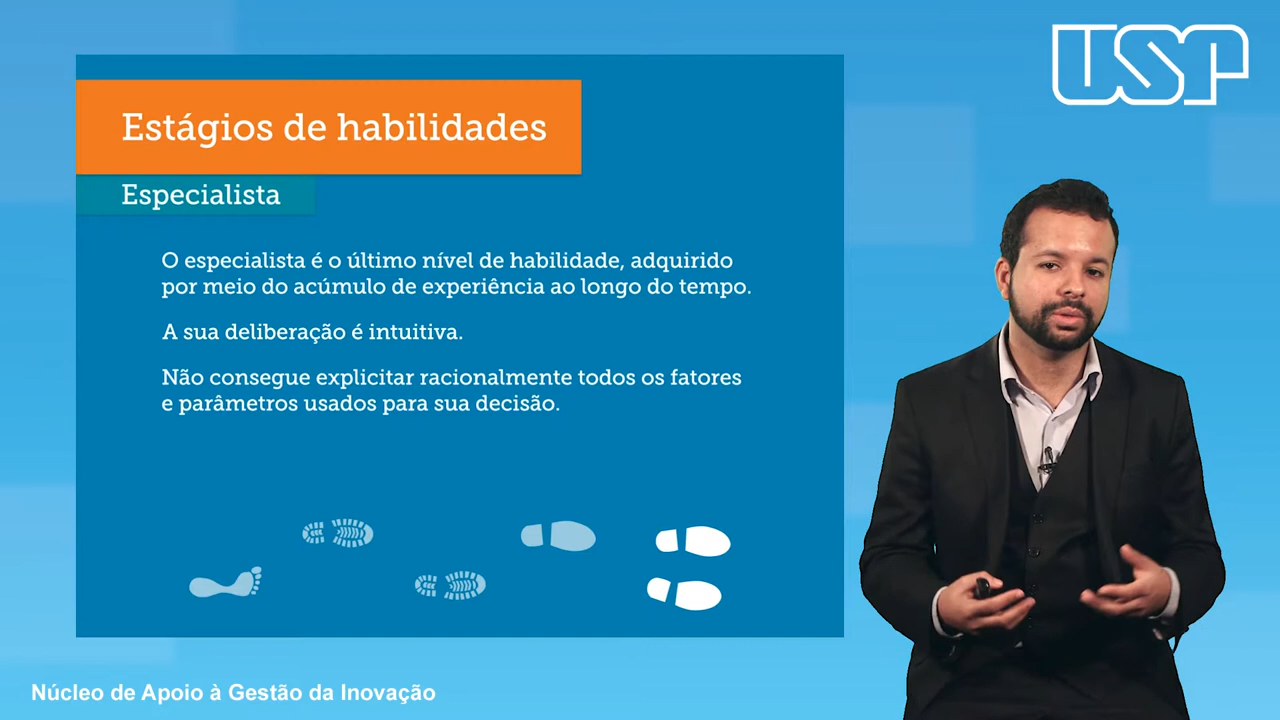 USP
Estágios de habilidades
Especialista
O especialista é o último nível de habilidade, adquirido
por meio do acúmulo de experiência ao longo do tempo.
A sua deliberação é intuitiva.
Não consegue explicitar racionalmente todos os fatores
e parâmetros usados para sua decisão.
Núcleo de Apoio à Gestão da Inovação